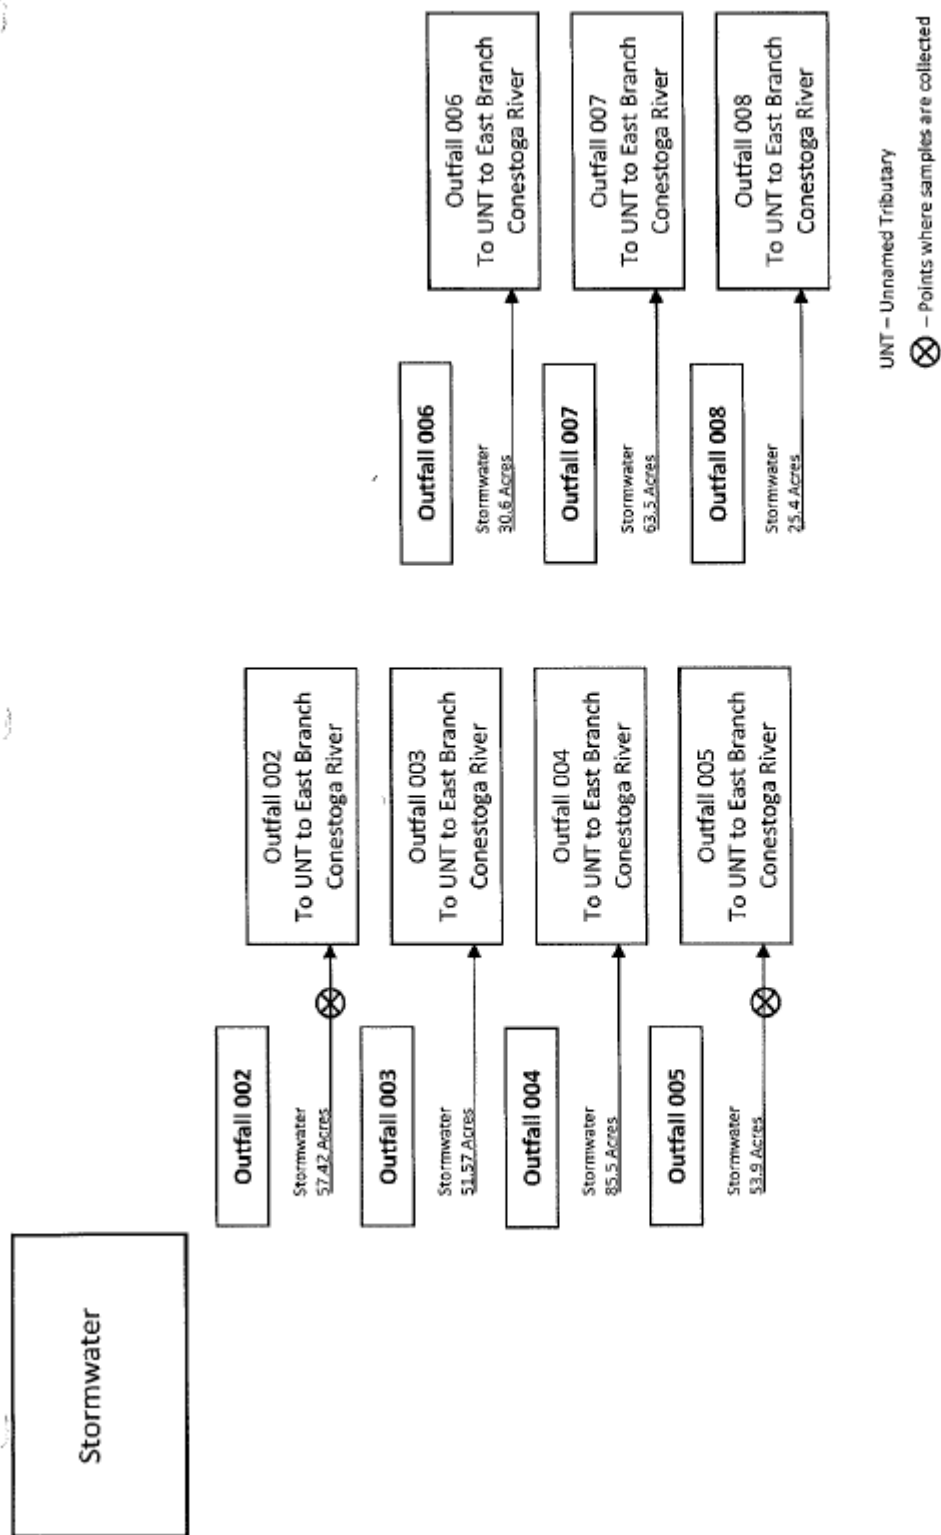 Stormwater
Outfall 002
Stormwater
57.42 Acres
Outfall 002
To UNT to East Branch
Conestoga River
Outfall 003
Stormwater
51.57 Acres
Outfall 003
To UNT to East Branch
Conestoga River
Outfall 004
Stormwater
85.5 Acres
Outfall 004
To UNT to East Branch
Conestoga River
Outfall 005
Stormwater
53.9 Acres
Outfall 005
To UNT to East Branch
Conestoga River
Outfall 006
Stormwater
30.6 Acres
Outfall 006
To UNT to East Branch
Conestoga River
Outfall 007
Stormwater
63.5 Acres
Outfall 007
To UNT to East Branch
Conestoga River
Outfall 008
Stormwater
25.4 Acres
Outfall 008
To UNT to East Branch
Conestoga River
UNT – Unnamed Tributary
– Points where samples are collected